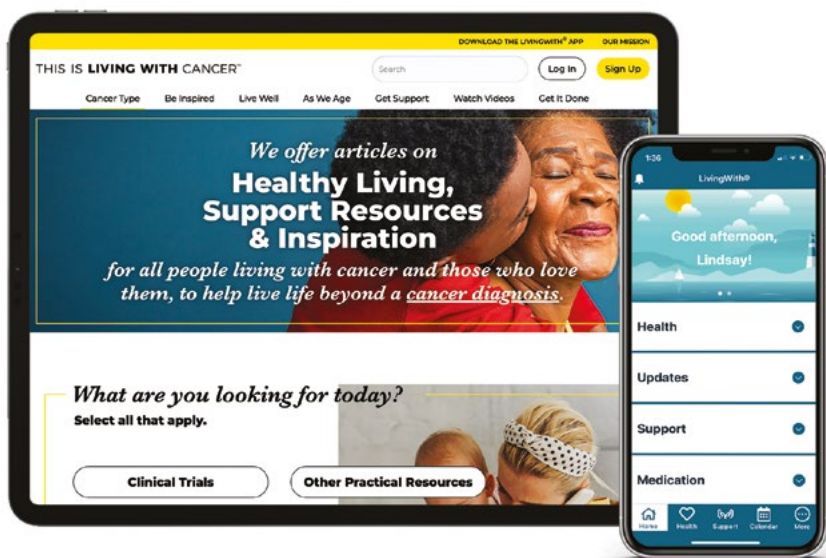 DOWNLOAD THE LIVINGWITH® APP OUR MISSION
THIS IS LIVING WITH CANCER™
Search
Log In
Sign Up
Cancer Type Be Inspired Live Well As We Age Get Support Watch Videos Get It Done
We offer articles on
Healthy Living,
Support Resources
& Inspiration
for all people living with cancer and those who love
them, to help live life beyond a cancer diagnosis.
What are you looking for today?
Select all that apply.
Clinical Trials
Other Practical Resources
1:36
LivingWith®
Good afternoon,
Lindsay!
Health
Updates
Support
Medication
Home Health Support Calendar More